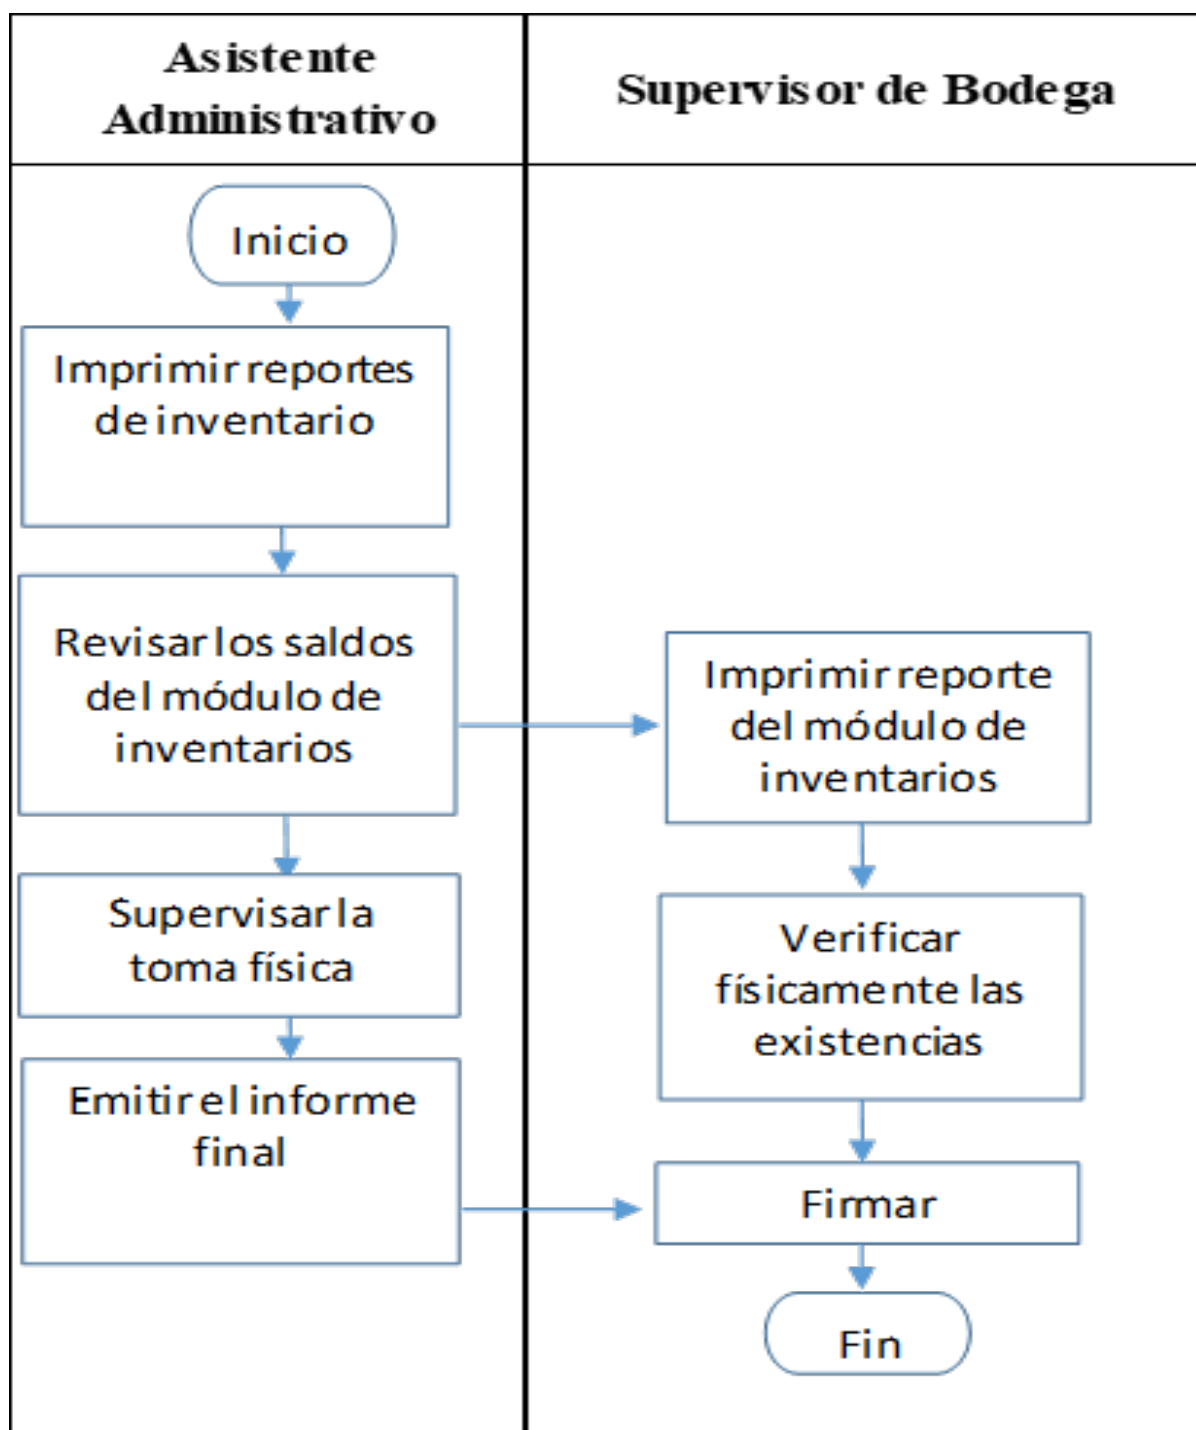 Asistente
Administrativo
Supervisor de Bodega
Inicio
Imprimir reportes
de inventario
Revisar los saldos
del módulo de
inventarios
Imprimir reporte
del módulo de
inventarios
Supervisar la
toma física
Verificar
físicamente las
existencias
Emitir el informe
final
Firmar
Fin